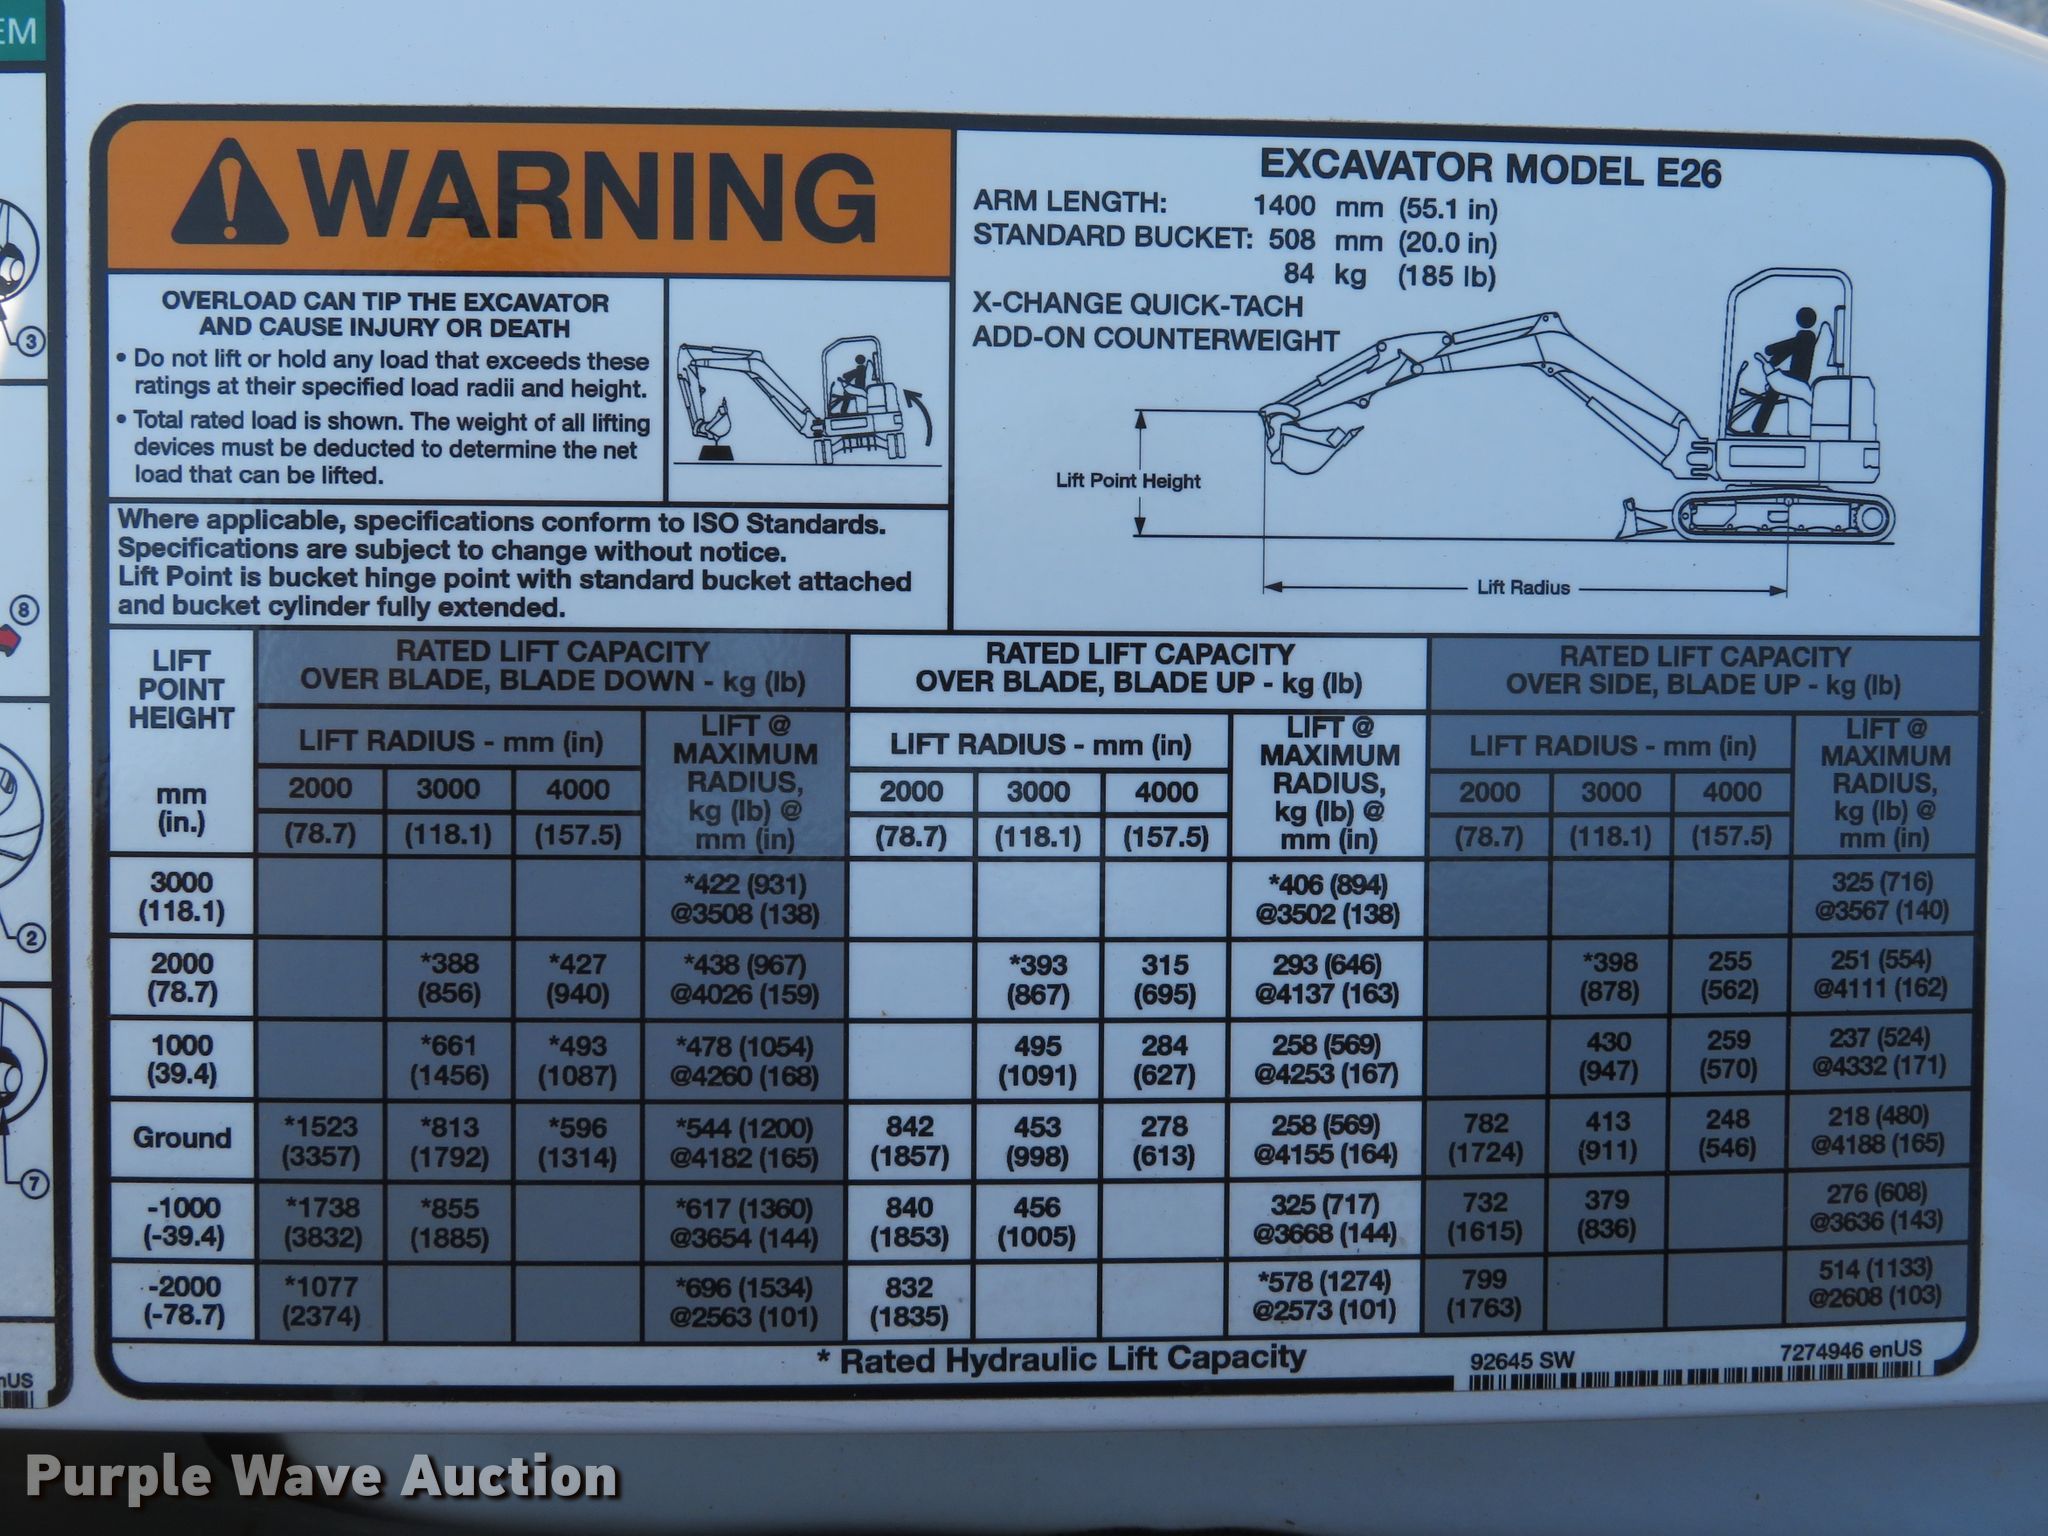 EM
3
8
2
7
nUS
WARNING
OVERLOAD CAN TIP THE EXCAVATOR
AND CAUSE INJURY OR DEATH
• Do not lift or hold any load that exceeds these
ratings at their specified load radii and height.
• Total rated load is shown. The weight of all lifting
devices must be deducted to determine the net
load that can be lifted.
Where applicable, specifications conform to ISO Standards.
Specifications are subject to change without notice.
Lift Point is bucket hinge point with standard bucket attached
and bucket cylinder fully extended.
EXCAVATOR MODEL E26
ARM LENGTH: 1400 mm (55.1 in)
STANDARD BUCKET: 508 mm (20.0 in)
84 kg (185 lb)
X-CHANGE QUICK-TACH
ADD-ON COUNTERWEIGHT
Lift Point Height
Lift Radius
LIFT
POINT
HEIGHT
mm
(in.)
RATED LIFT CAPACITY
OVER BLADE, BLADE DOWN - kg (lb)
RATED LIFT CAPACITY
OVER BLADE, BLADE UP - kg (lb)
RATED LIFT CAPACITY
OVER SIDE, BLADE UP - kg (lb)
LIFT RADIUS - mm (in)
LIFT @
MAXIMUM
RADIUS,
kg (lb) @
mm (in)
LIFT RADIUS - mm (in)
LIFT @
MAXIMUM
RADIUS,
kg (lb) @
mm (in)
LIFT RADIUS - mm (in)
LIFT @
MAXIMUM
RADIUS,
kg (lb) @
mm (in)
2000 3000 4000 2000 3000 4000 2000 3000 4000
(78.7) (118.1) (157.5) (78.7) (118.1) (157.5) (78.7) (118.1) (157.5)
3000 *422 (931) *406 (894) 325 (716)
(118.1) @3508 (138) @3502 (138) @3567 (140)
2000 *388 *427 *438 (967) *393 315 293 (646) *398 255 251 (554)
(78.7) (856) (940) @4026 (159) (867) (695) @4137 (163) (878) (562) @4111 (162)
1000 *661 *493 *478 (1054) 495 284 258 (569) 430 259 237 (524)
(39.4) (1456) (1087) @4260 (168) (1091) (627) @4253 (167) (947) (570) @4332 (171)
Ground *1523 *813 *596 *544 (1200) 842 453 278 258 (569) 782 413 248 218 (480)
(3357) (1792) (1314) @4182 (165) (1857) (998) (613) @4155 (164) (1724) (911) (546) @4188 (165)
-1000 *1738 *855 *617 (1360) 840 456 325 (717) 732 379 276 (608)
(-39.4) (3832) (1885) @3654 (144) (1853) (1005) @3668 (144) (1615) (836) @3636 (143)
-2000 *1077 *696 (1534) 832 *578 (1274) 799 514 (1133)
(-78.7) (2374) @2563 (101) (1835) @2573 (101) (1763) @2608 (103)
* Rated Hydraulic Lift Capacity
92645 SW
7274946 enUS
Purple Wave Auction